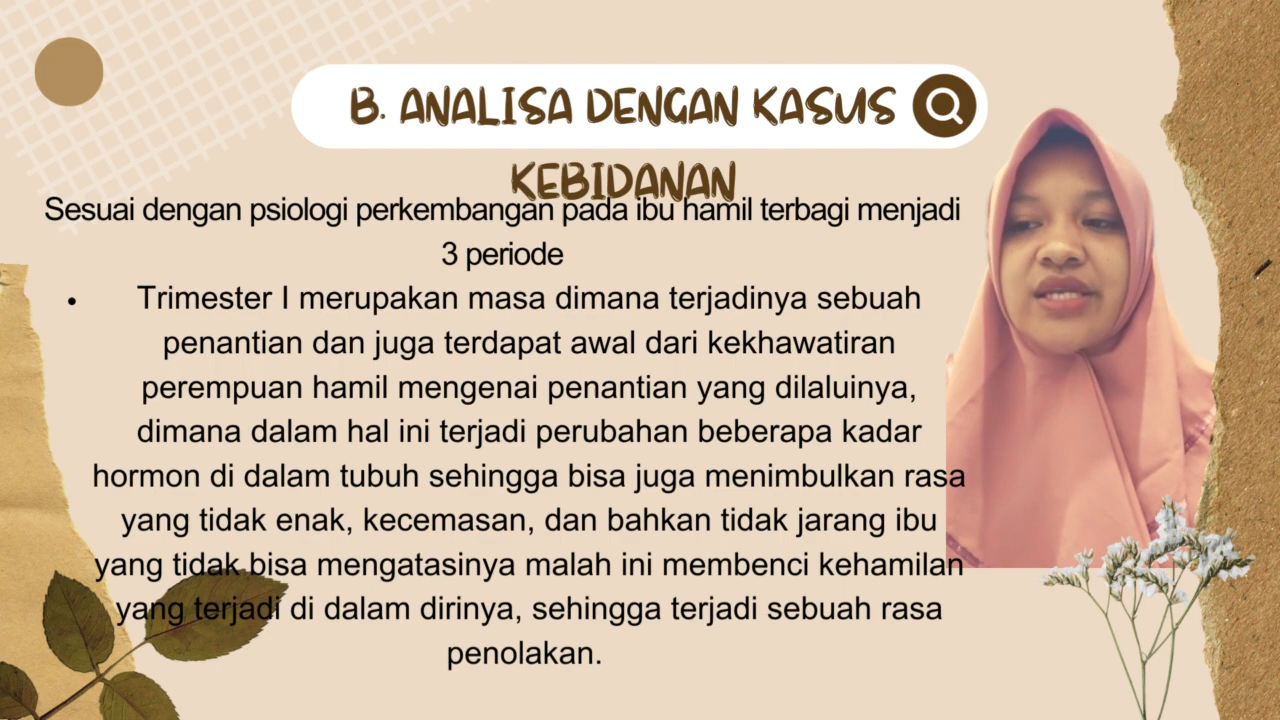 B. ANALISA DENGAN KASUS
KEBIDANAN
Sesuai dengan psiologi perkembangan pada ibu hamil terbagi menjadi
3 periode
• Trimester I merupakan masa dimana terjadinya sebuah
penantian dan juga terdapat awal dari kekhawatiran
perempuan hamil mengenai penantian yang dilaluinya,
dimana dalam hal ini terjadi perubahan beberapa kadar
hormon di dalam tubuh sehingga bisa juga menimbulkan rasa
yang tidak enak, kecemasan, dan bahkan tidak jarang ibu
yang tidak bisa mengatasinya malah ini membenci kehamilan
yang terjadi di dalam dirinya, sehingga terjadi sebuah rasa
penolakan.